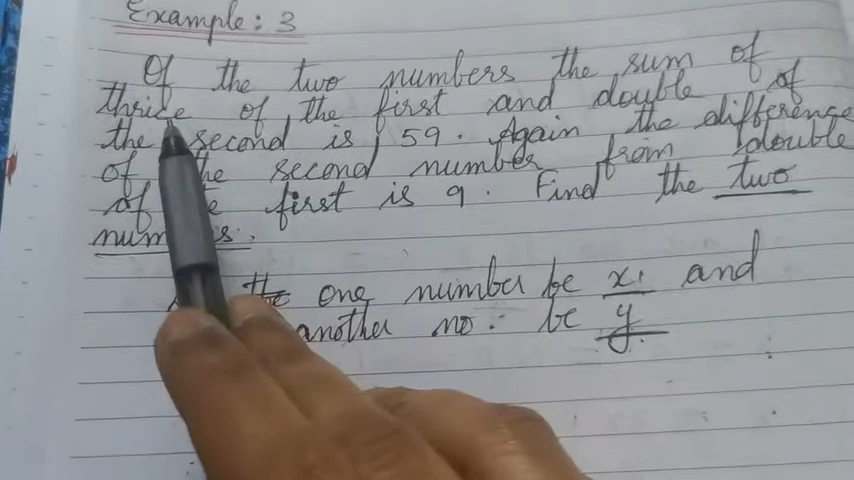 Example: 3
Of the two numbers the sum of
thrice of the first and double of
the second is 59. Again the difference
of the second number from double
of first is 9. Find the two
one number be x, and
another no. be y